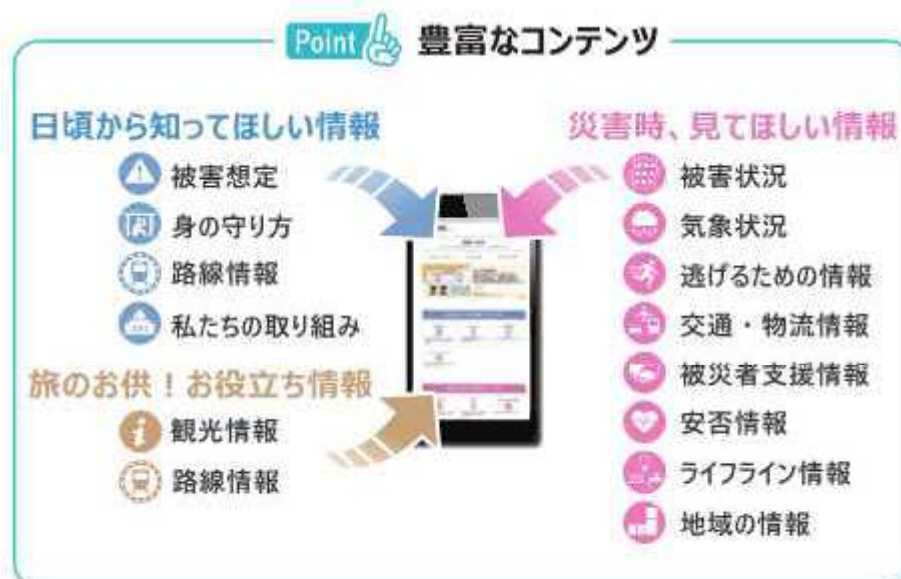 Point 豊富なコンテンツ
日頃から知ってほしい情報
被害想定
身の守り方
路線情報
私たちの取り組み
旅のお供！お役立ち情報
観光情報
路線情報
災害時、見てほしい情報
被害状況
気象状況
逃げるための情報
交通・物流情報
被災者支援情報
安否情報
ライフライン情報
地域の情報